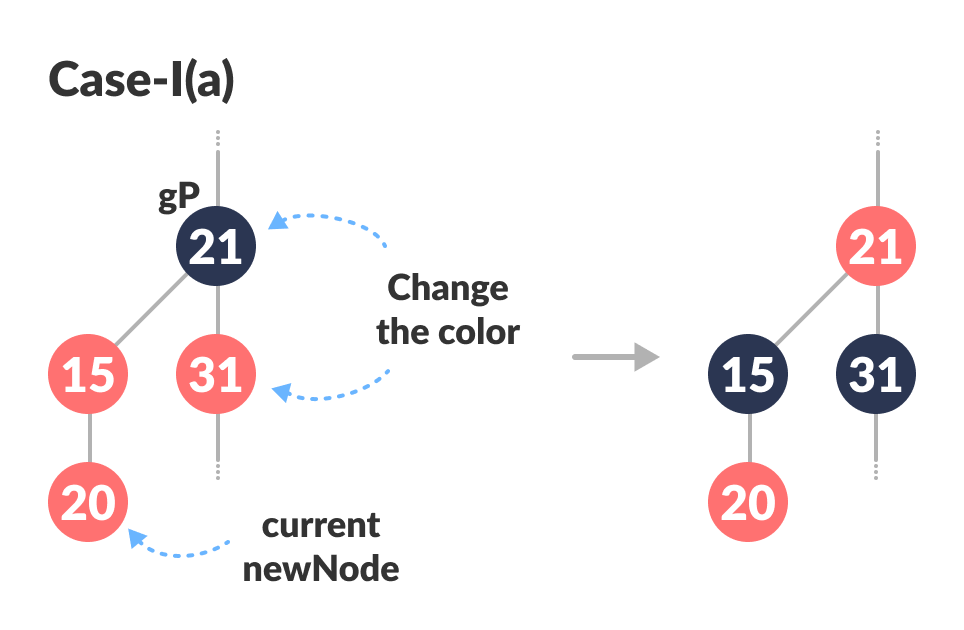 Case-I(a)
gP
21
21
Change
the color
15
31
15
31
20
20
current
newNode